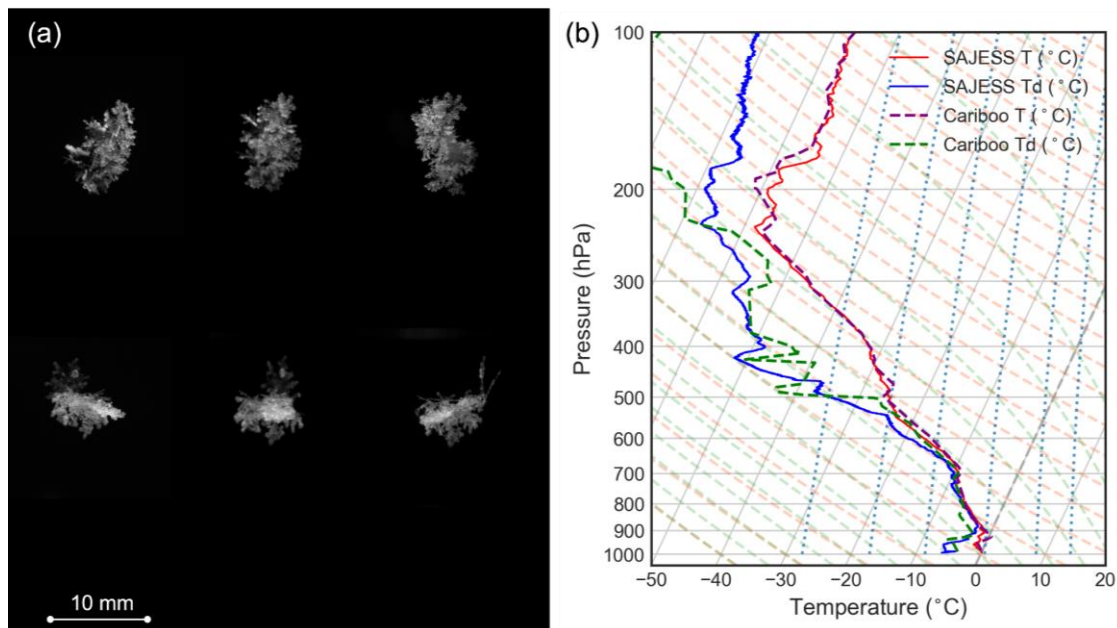 (a)
10 mm
(b)
SAJESS T (°C)
SAJESS Td (°C)
Cariboo T (°C)
Cariboo Td (°C)
100
200
300
400
500
600
700
800
900
1000
Pressure (hPa)
−50 −40 −30 −20 −10 0 10 20
Temperature (°C)